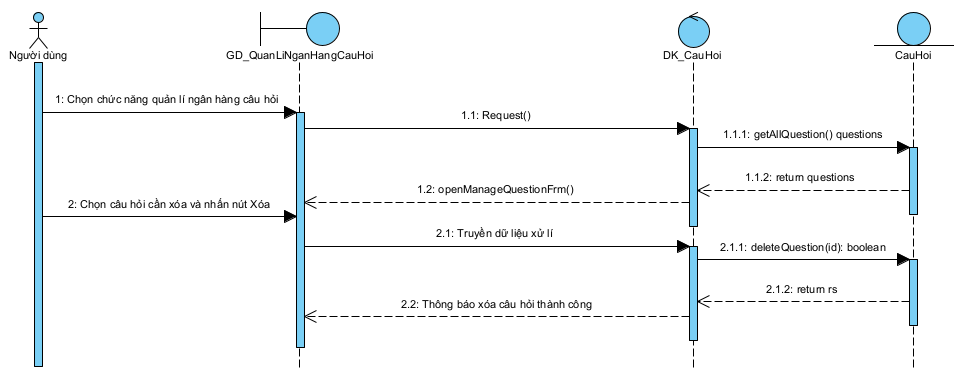 Người dùng
GD_QuanLiNganHangCauHoi
DK_CauHoi
CauHoi
1: Chọn chức năng quản lí ngân hàng câu hỏi
1.1: Request()
1.1.1: getAllQuestion() questions
1.1.2: return questions
1.2: openManageQuestionFrm()
2: Chọn câu hỏi cần xóa và nhấn nút Xóa
2.1: Truyền dữ liệu xử lí
2.1.1: deleteQuestion(id): boolean
2.1.2: return rs
2.2: Thông báo xóa câu hỏi thành công